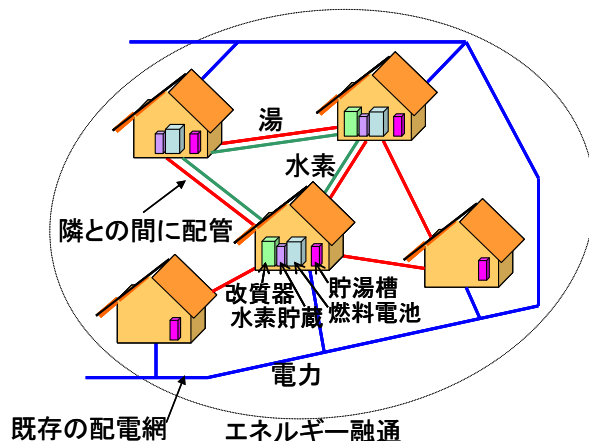 湯
水素
隣との間に配管
改質器
貯湯槽
水素貯蔵
燃料電池
電力
既存の配電網
エネルギー融通